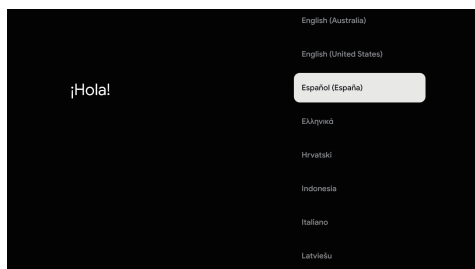 English (Australia)
English (United States)
¡Hola!
Español (España)
Ελληνικά
Hrvatski
Indonesia
Italiano
Latviešu